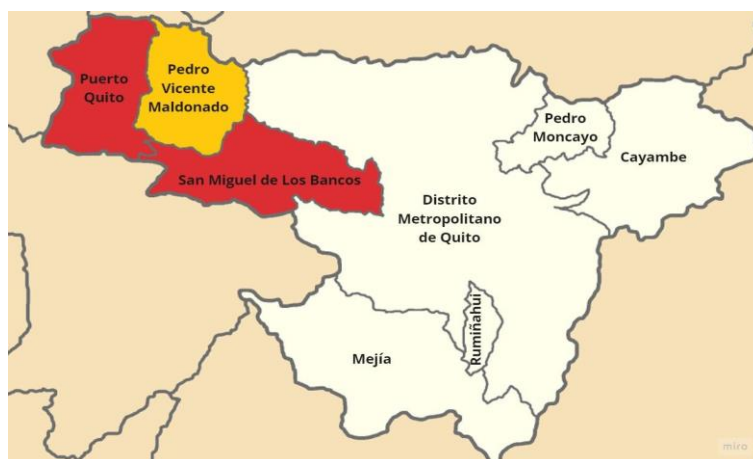 Puerto
Quito
Pedro
Vicente
Maldonado
San Miguel de Los Bancos
Distrito
Metropolitano
de Quito
Pedro
Moncayo
Cayambe
Mejía
Rumiñahui
miro